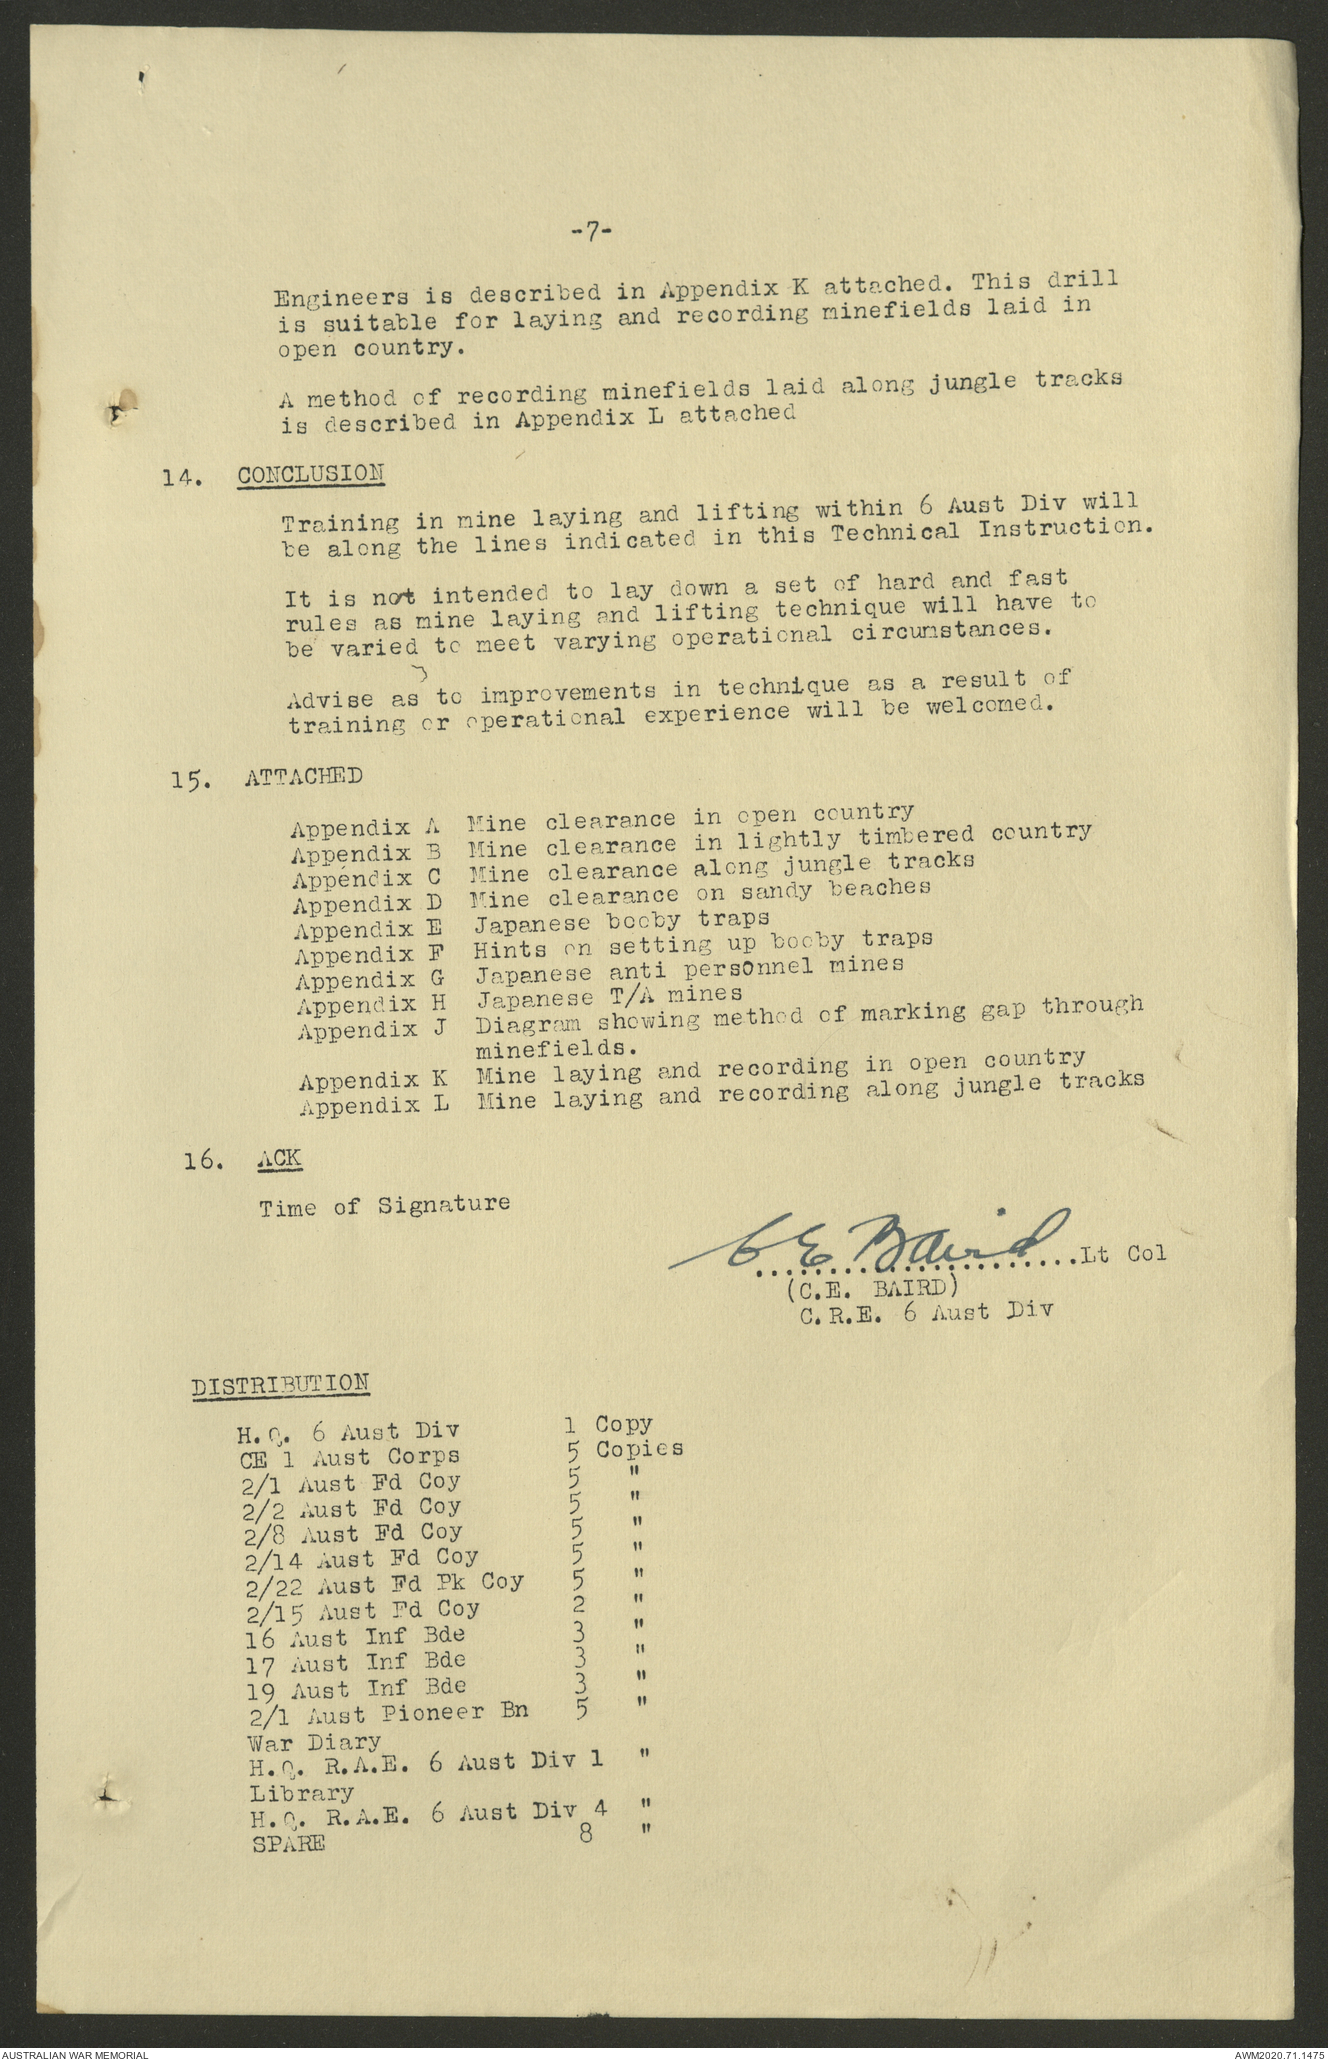 -7-
Engineers is described in Appendix K attached. This drill
is suitable for laying and recording minefields laid in
open country.
A method of recording minefields laid along jungle tracks
is described in Appendix L attached
14. CONCLUSION
Training in mine laying and lifting within 6 Aust Div will
be along the lines indicated in this Technical Instruction.
It is not intended to lay down a set of hard and fast
rules as mine laying and lifting technique will have to
be varied to meet varying operational circumstances.
Advise as to improvements in technique as a result of
training or operational experience will be welcomed.
15. ATTACHED
Appendix A Mine clearance in open country
Appendix B Mine clearance in lightly timbered country
Appendix C Mine clearance along jungle tracks
Appendix D Mine clearance on sandy beaches
Appendix E Japanese booby traps
Appendix F Hints on setting up booby traps
Appendix G Japanese anti personnel mines
Appendix H Japanese T/A mines
Appendix J Diagram showing method of marking gap through
minefields.
Appendix K Mine laying and recording in open country
Appendix L Mine laying and recording along jungle tracks
16. ACK
Time of Signature
C E Baird
......................Lt Col
(C.E. BAIRD)
C.R.E. 6 Aust Div
DISTRIBUTION
H.Q. 6 Aust Div 1 Copy
CE 1 Aust Corps 5 Copies
2/1 Aust Fd Coy 5 "
2/2 Aust Fd Coy 5 "
2/8 Aust Fd Coy 5 "
2/14 Aust Fd Coy 5 "
2/22 Aust Fd Pk Coy 5 "
2/15 Aust Fd Coy 2 "
16 Aust Inf Bde 3 "
17 Aust Inf Bde 3 "
19 Aust Inf Bde 3 "
2/1 Aust Pioneer Bn 5 "
War Diary
H.Q. R.A.E. 6 Aust Div 1 "
Library
H.Q. R.A.E. 6 Aust Div 4 "
SPARE 8 "
AUSTRALIAN WAR MEMORIAL
AWM2020.71.1475